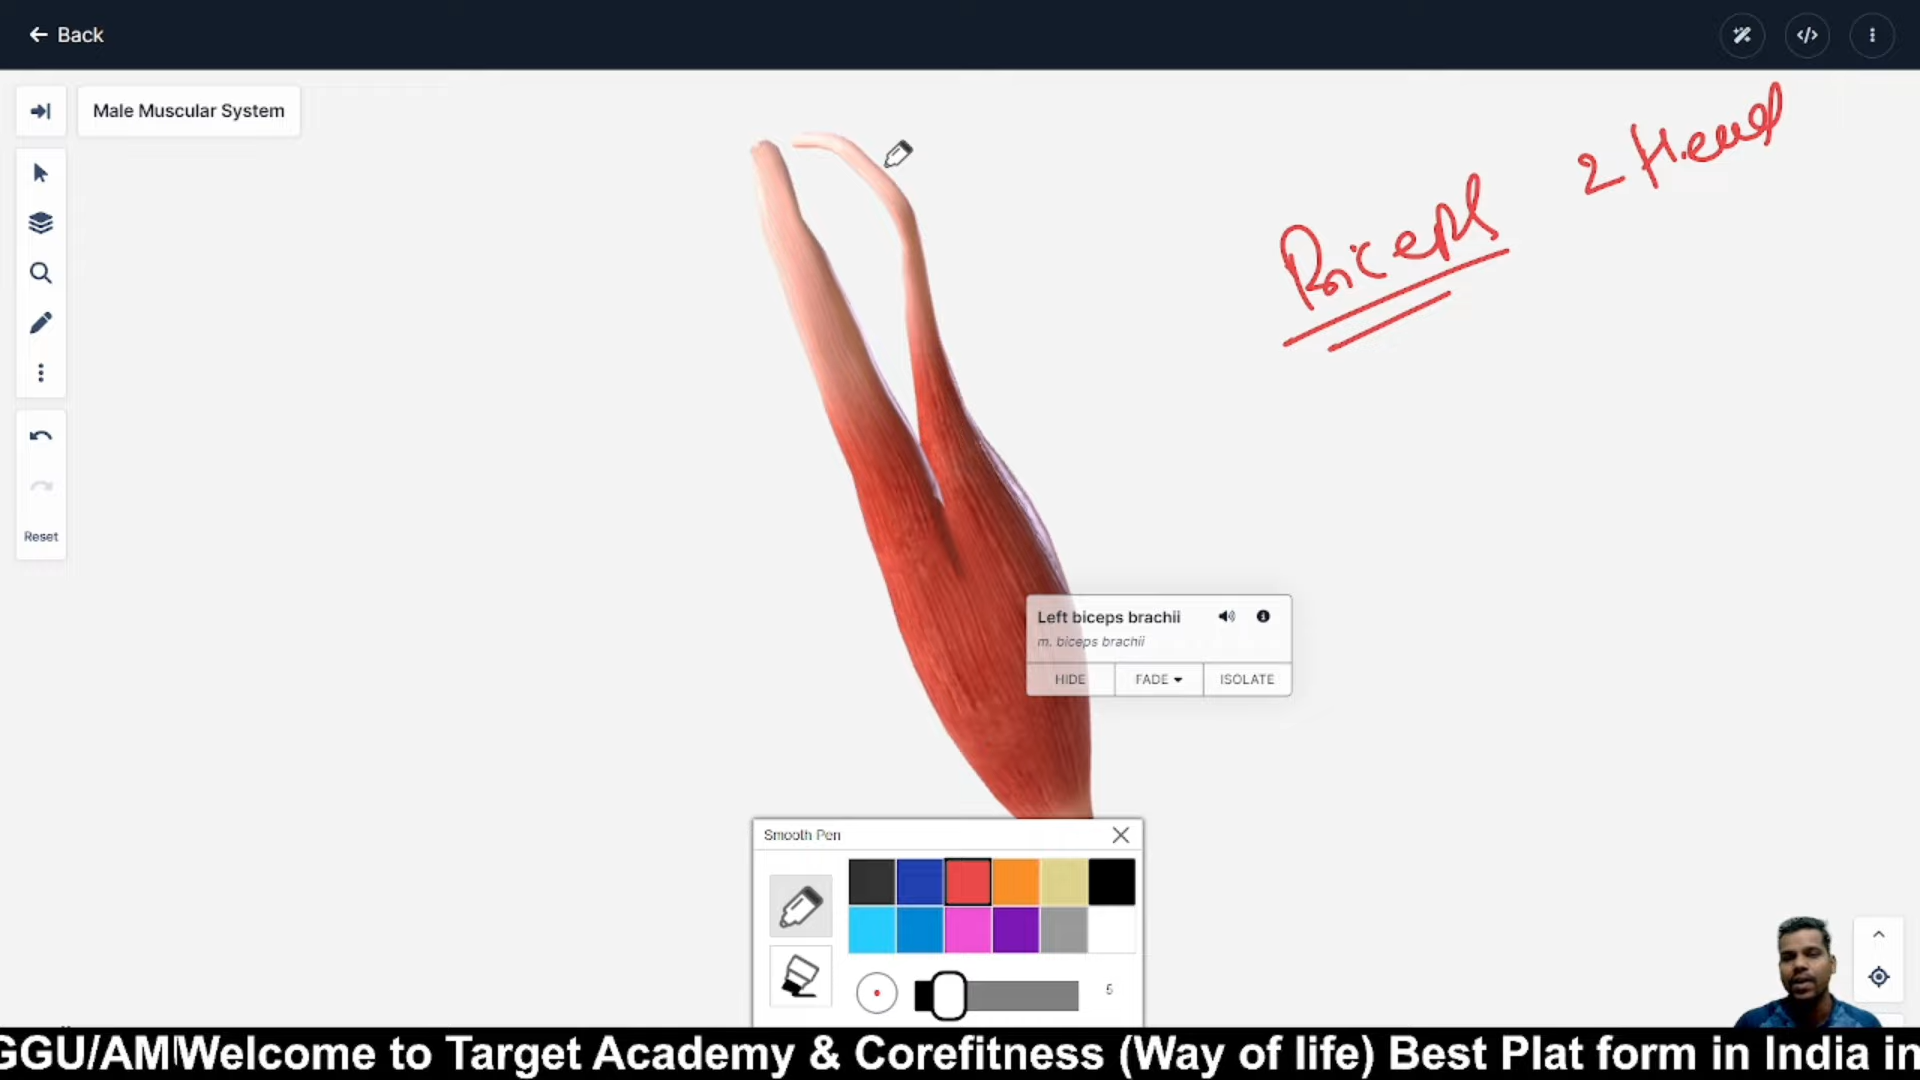 Back
Male Muscular System
2 Head
Biceps
Reset
Left biceps brachii
m. biceps brachii
HIDE FADE ISOLATE
Smooth Pen
5
GGU/AM Welcome to Target Academy & Corefitness (Way of life) Best Plat form in India in